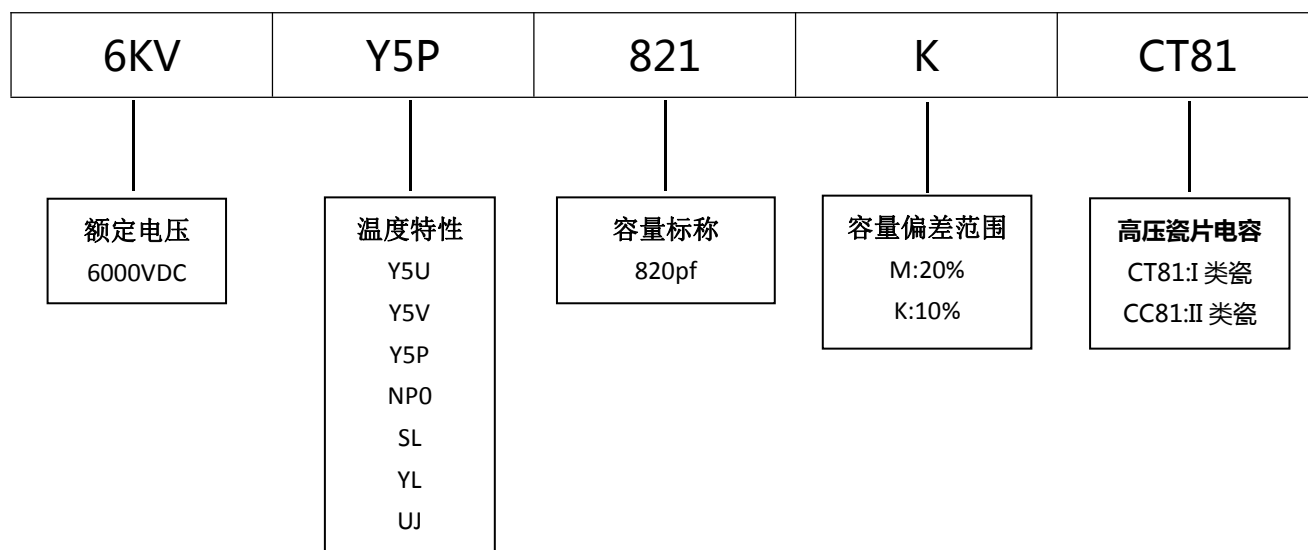 6KV
Y5P
821
K
CT81
额定电压
6000VDC
温度特性
Y5U
Y5V
Y5P
NP0
SL
YL
UJ
容量标称
820pf
容量偏差范围
M:20%
K:10%
高压瓷片电容
CT81:I 类瓷
CC81:II 类瓷